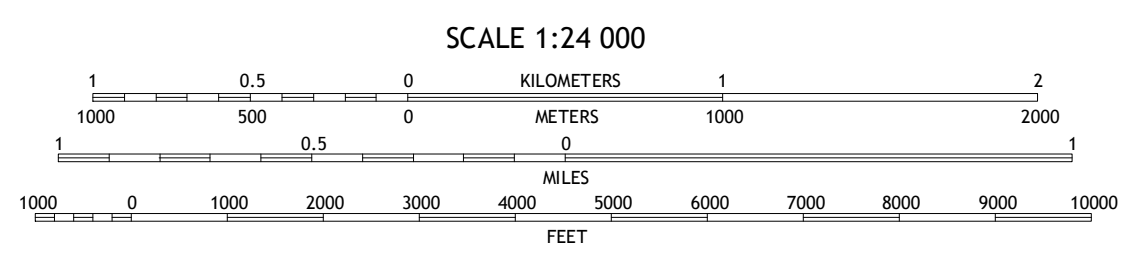 SCALE 1:24 000
1 0.5 0 KILOMETERS 1 2
1000 500 0 METERS 1000 2000
1 0.5 0 1
MILES
1000 0 1000 2000 3000 4000 5000 6000 7000 8000 9000 10000
FEET